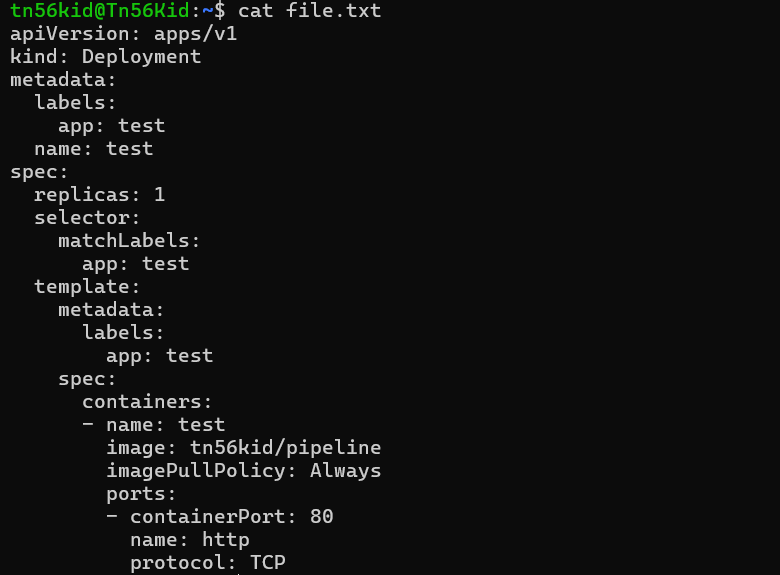 tn56kid@Tn56Kid:~$ cat file.txt
apiVersion: apps/v1
kind: Deployment
metadata:
  labels:
    app: test
  name: test
spec:
  replicas: 1
  selector:
    matchLabels:
      app: test
  template:
    metadata:
      labels:
        app: test
    spec:
      containers:
      - name: test
        image: tn56kid/pipeline
        imagePullPolicy: Always
        ports:
        - containerPort: 80
          name: http
          protocol: TCP